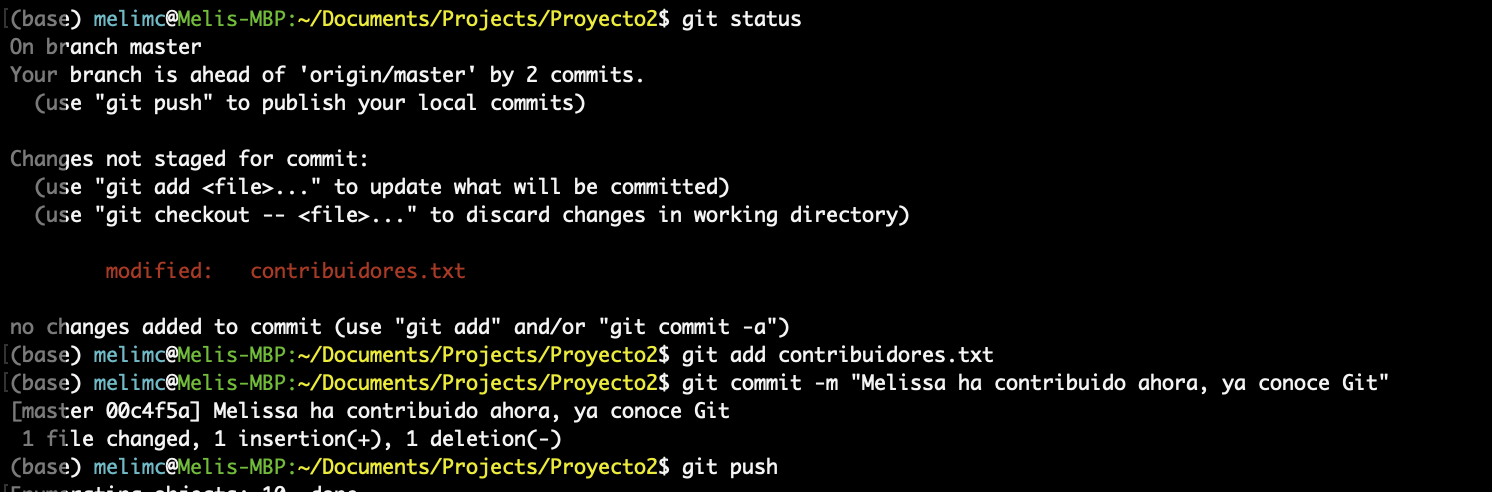 (base) melimc@Melis-MBP:~/Documents/Projects/Proyecto2$ git status
On branch master
Your branch is ahead of 'origin/master' by 2 commits.
  (use "git push" to publish your local commits)
Changes not staged for commit:
  (use "git add <file>..." to update what will be committed)
  (use "git checkout -- <file>..." to discard changes in working directory)
        modified:   contribuidores.txt
no changes added to commit (use "git add" and/or "git commit -a")
(base) melimc@Melis-MBP:~/Documents/Projects/Proyecto2$ git add contribuidores.txt
(base) melimc@Melis-MBP:~/Documents/Projects/Proyecto2$ git commit -m "Melissa ha contribuido ahora, ya conoce Git"
[master 00c4f5a] Melissa ha contribuido ahora, ya conoce Git
 1 file changed, 1 insertion(+), 1 deletion(-)
(base) melimc@Melis-MBP:~/Documents/Projects/Proyecto2$ git push
Enumerating objects: 10, done.